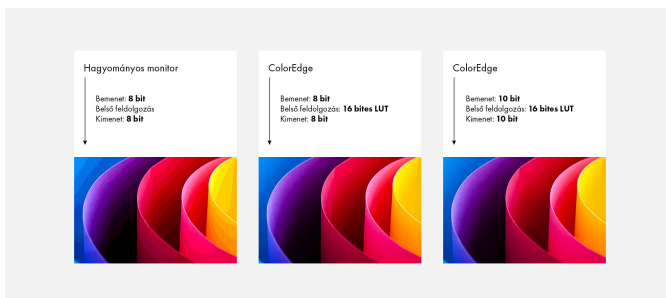 Hagyományos monitor
Bemenet: 8 bit
Belső feldolgozás
Kimenet: 8 bit
ColorEdge
Bemenet: 8 bit
Belső feldolgozás: 16 bites LUT
Kimenet: 8 bit
ColorEdge
Bemenet: 10 bit
Belső feldolgozás: 16 bites LUT
Kimenet: 10 bit